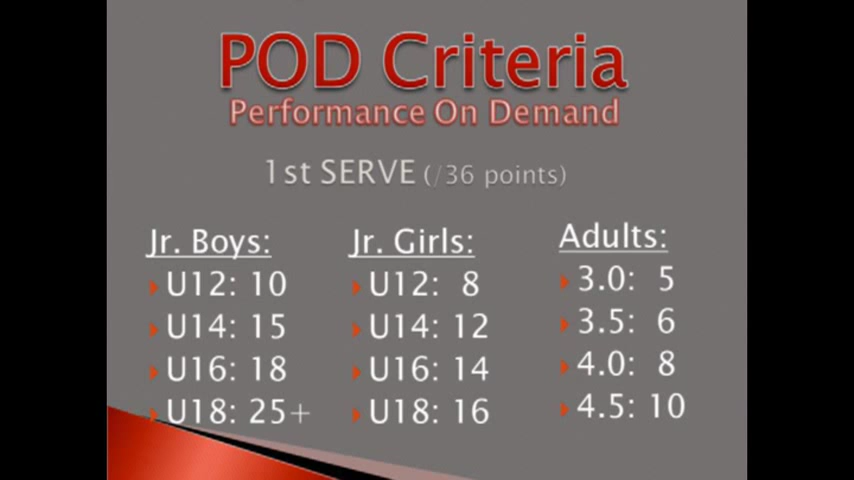 POD Criteria
Performance On Demand
1st SERVE (/36 points)
Jr. Boys:
U12: 10
U14: 15
U16: 18
U18: 25+
Jr. Girls:
U12: 8
U14: 12
U16: 14
U18: 16
Adults:
3.0: 5
3.5: 6
4.0: 8
4.5: 10